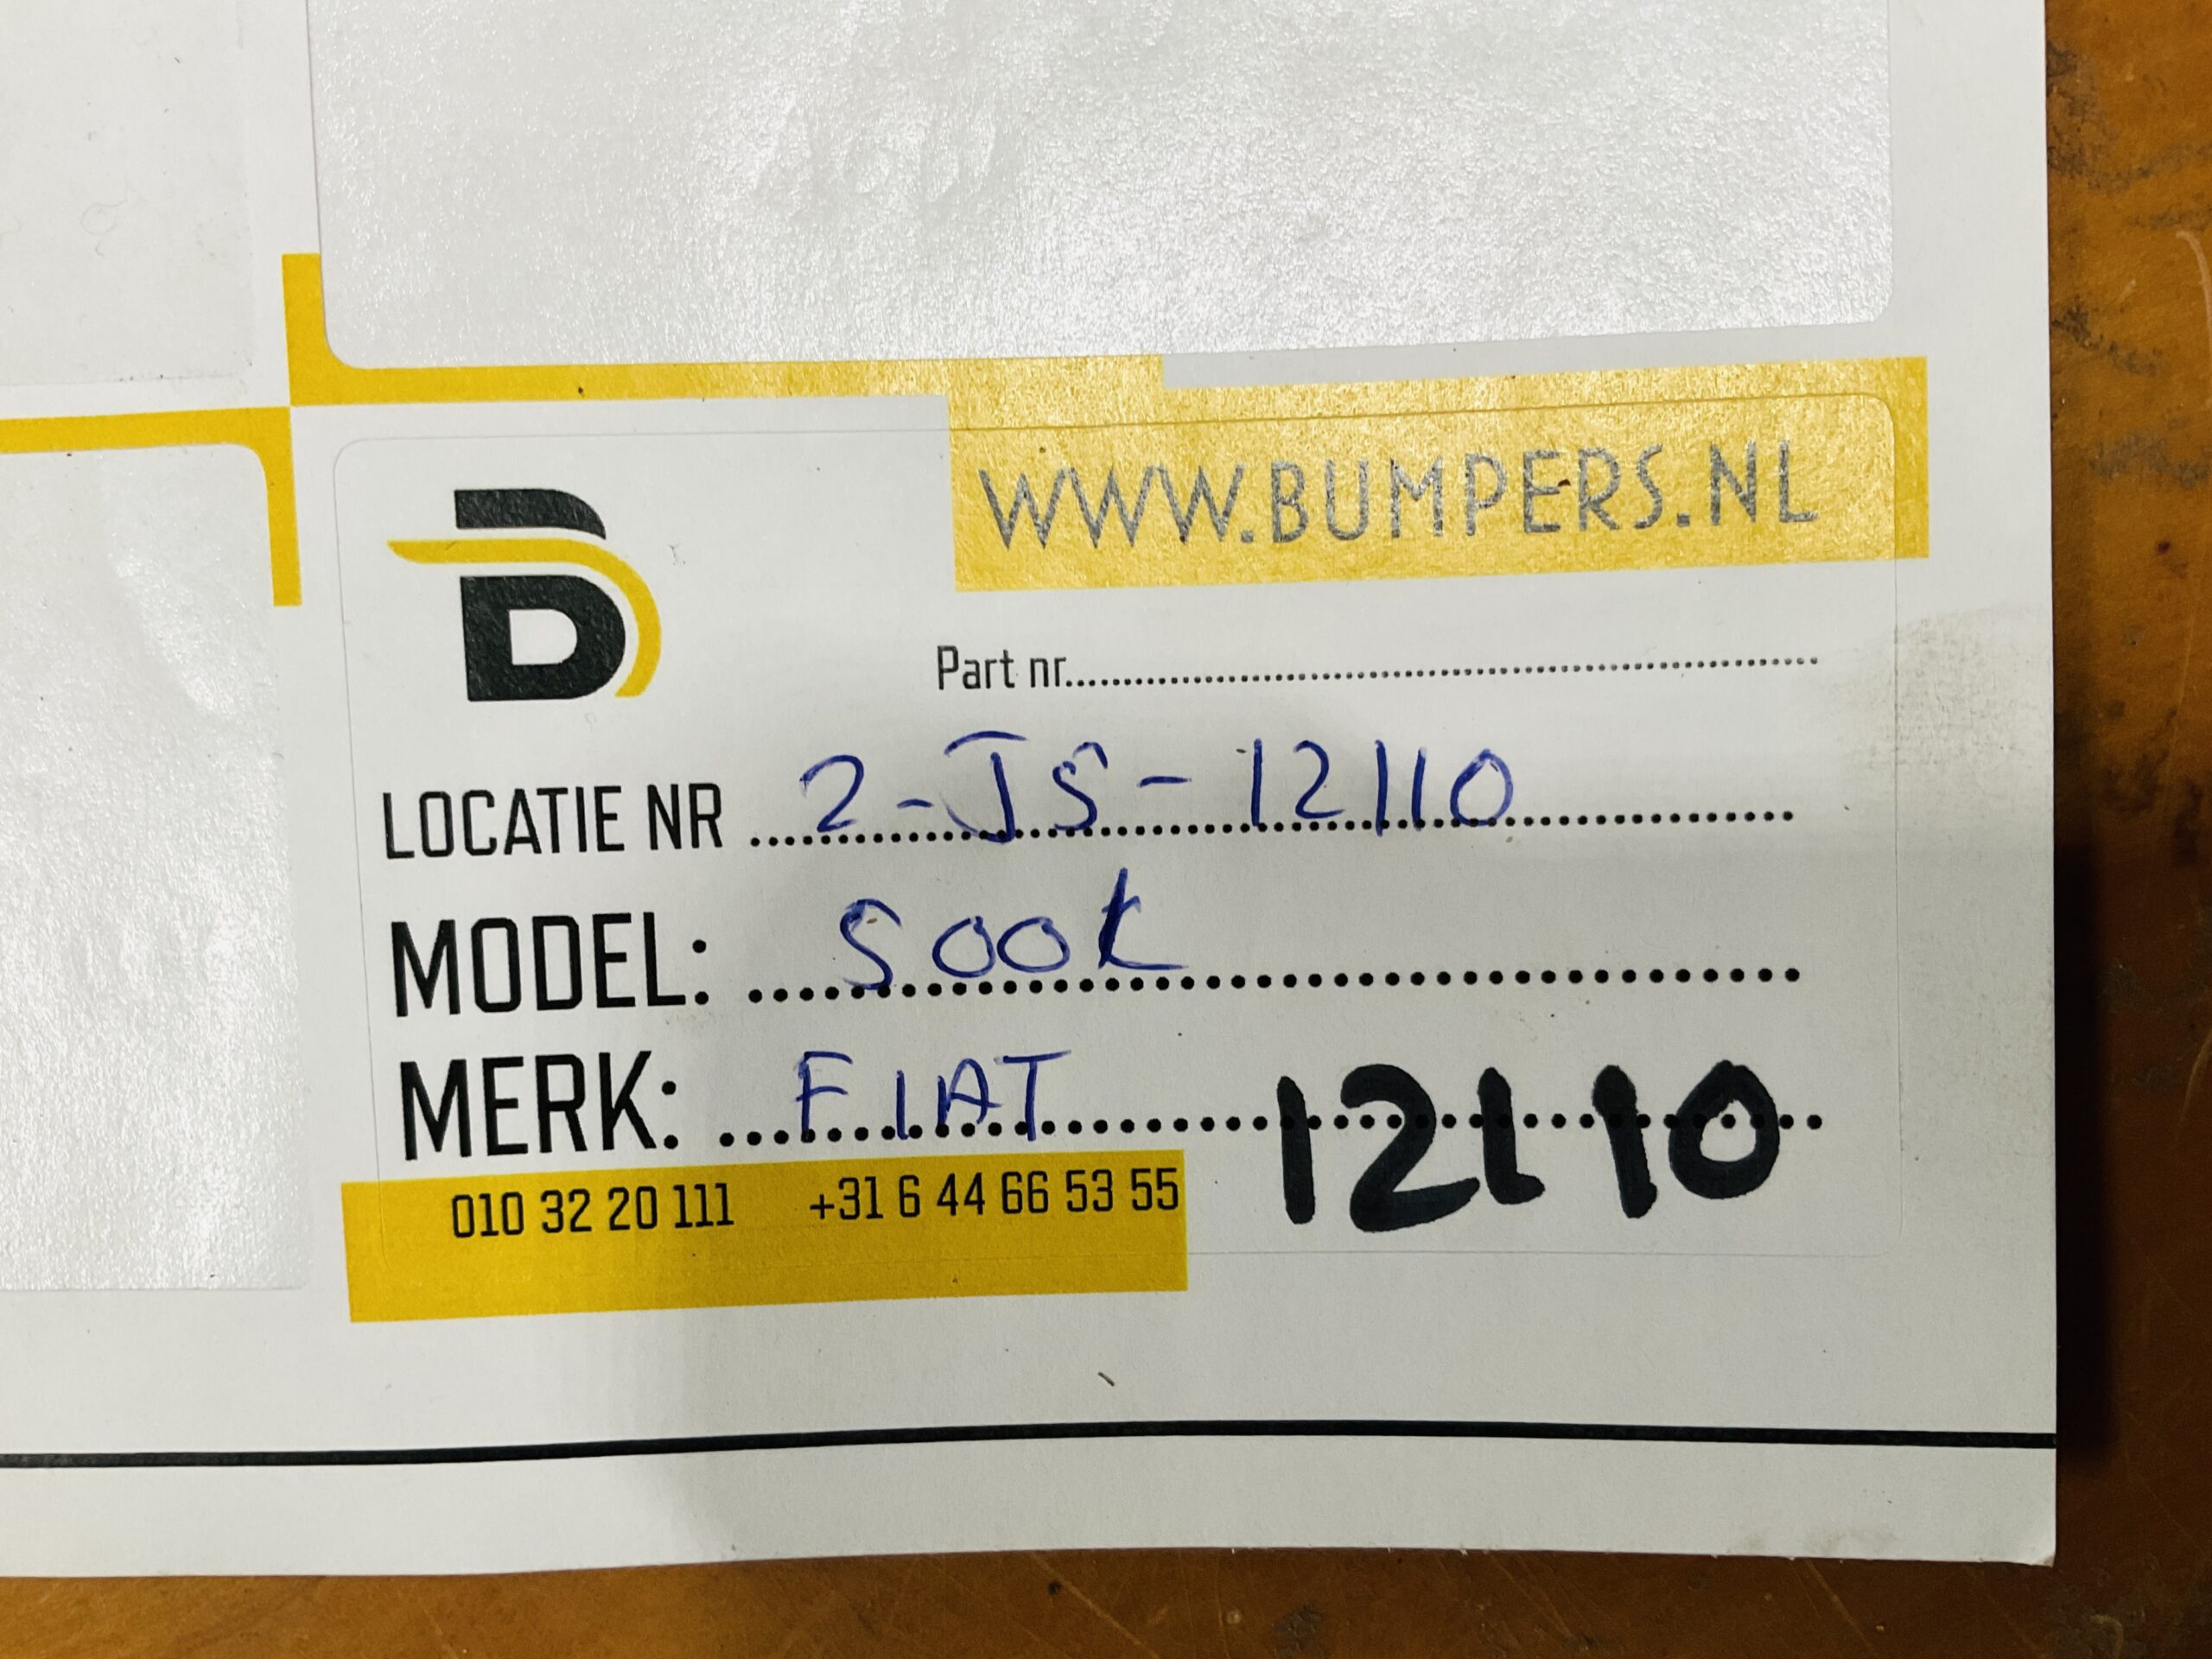 WWW.BUMPERS.NL
Part nr....................
LOCATIE NR 2-JS-12110
MODEL: 500L
MERK: FIAT
12110
010 32 20 111 +31 6 44 66 53 55